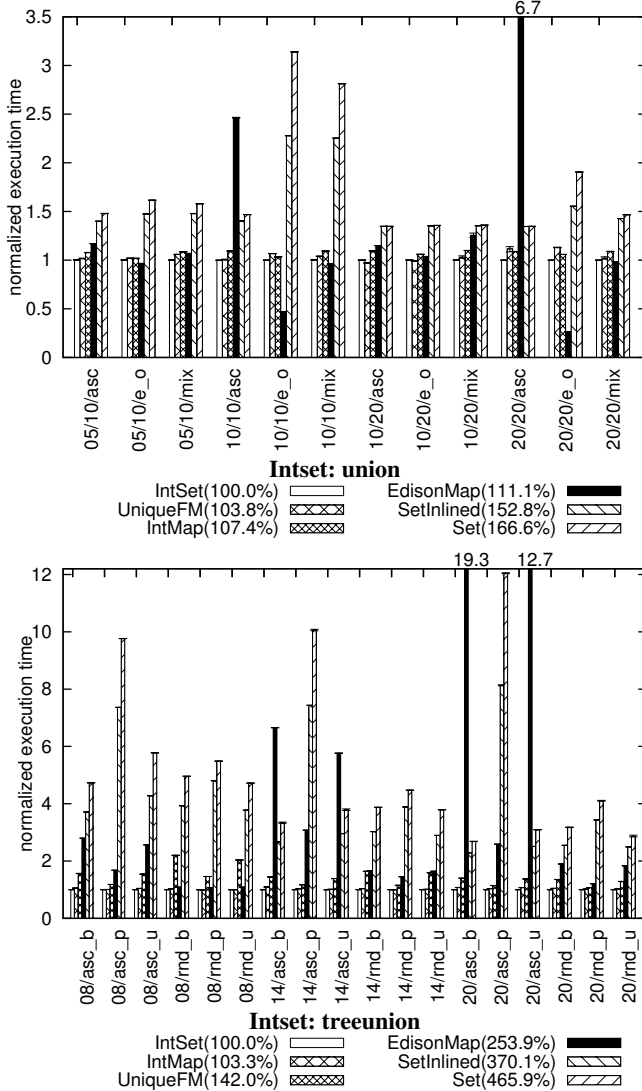 6.7
3.5
3
2.5
2
1.5
1
0.5
0
normalized execution time
05/10/asc
05/10/e_o
05/10/mix
10/10/asc
10/10/e_o
10/10/mix
10/20/asc
10/20/e_o
10/20/mix
20/20/asc
20/20/e_o
20/20/mix
Intset: union
IntSet(100.0%) EdisonMap(111.1%)
UniqueFM(103.8%) SetInlined(152.8%)
IntMap(107.4%) Set(166.6%)
19.3 12.7
12
10
8
6
4
2
0
normalized execution time
08/asc_b
08/asc_p
08/asc_u
08/rnd_b
08/rnd_p
08/rnd_u
14/asc_b
14/asc_p
14/asc_u
14/rnd_b
14/rnd_p
14/rnd_u
20/asc_b
20/asc_p
20/asc_u
20/rnd_b
20/rnd_p
20/rnd_u
Intset: treeunion
IntSet(100.0%) EdisonMap(253.9%)
IntMap(103.3%) SetInlined(370.1%)
UniqueFM(142.0%) Set(465.9%)